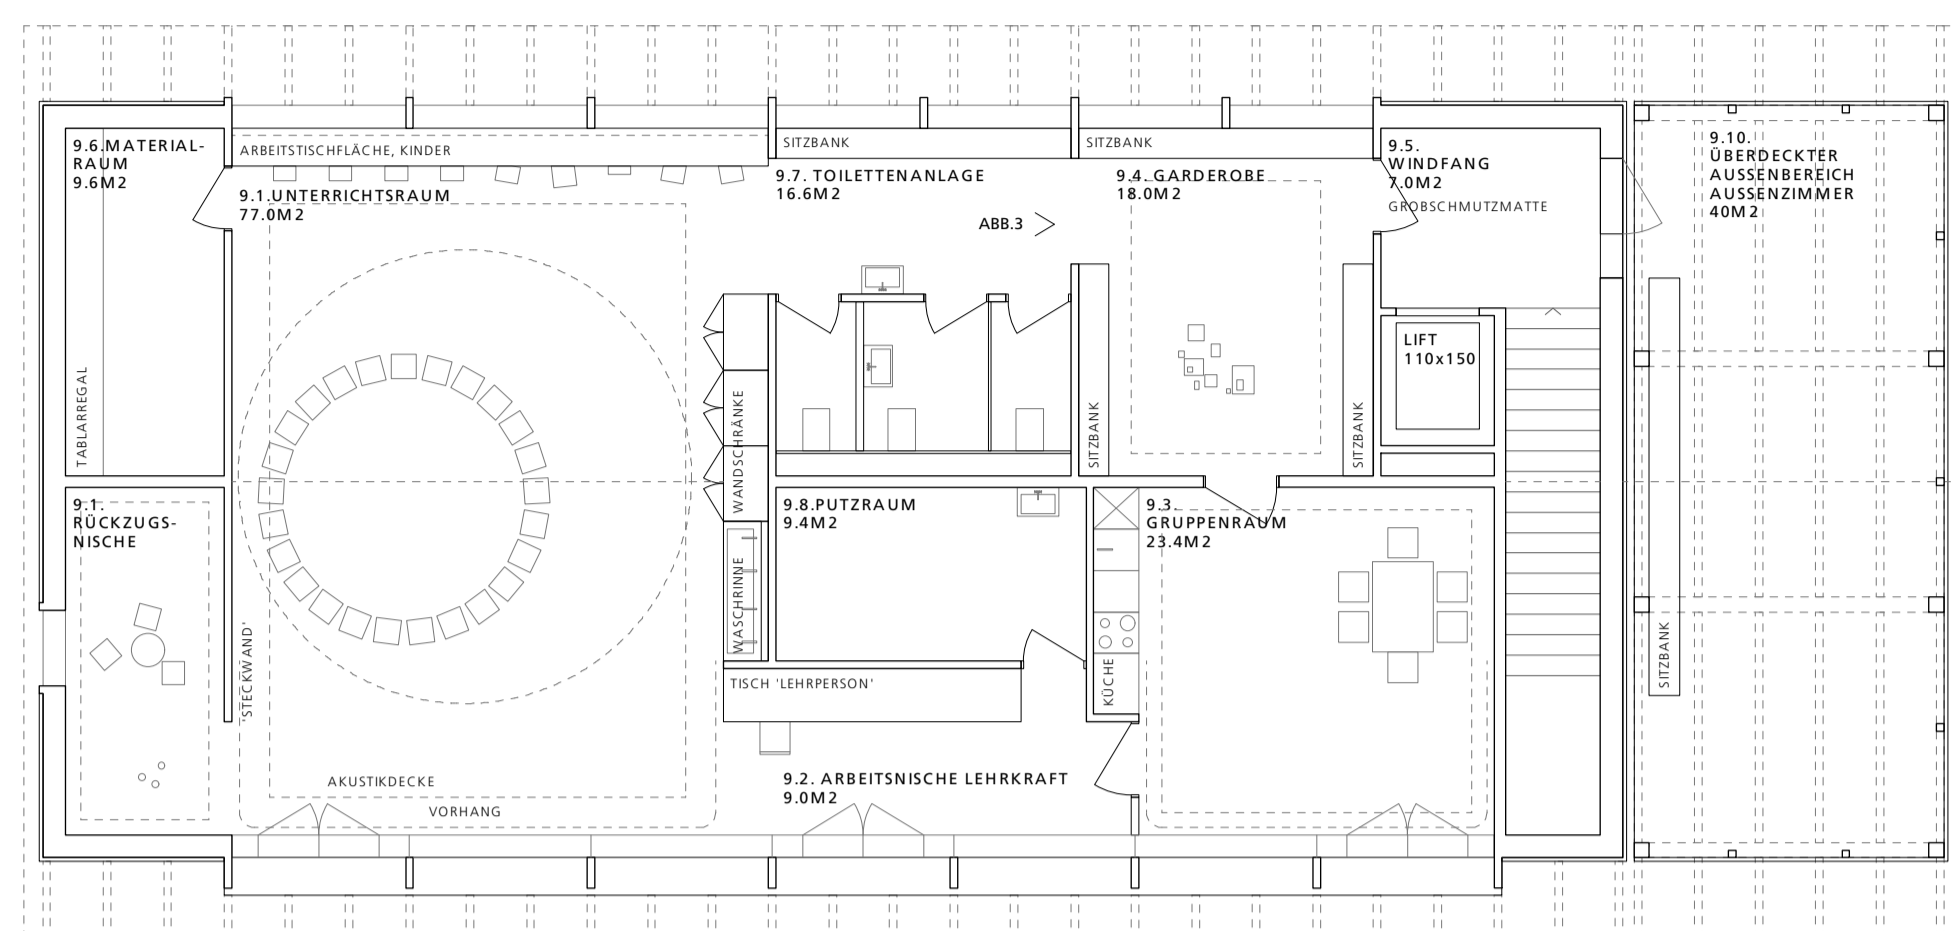 9.6.MATERIAL-
RAUM
9.6M2
TABLARREGAL
ARBEITSTISCHFLÄCHE, KINDER
9.1.UNTERRICHTSRAUM
77.0M2
SITZBANK
9.7. TOILETTENANLAGE
16.6M2
ABB.3
SITZBANK
9.4. GARDEROBE
18.0M2
SITZBANK
SITZBANK
9.5.
WINDFANG
7.0M2
GROBSCHMUTZMATTE
LIFT
110x150
9.10.
ÜBERDECKTER
AUSSENBEREICH
AUSSENZIMMER
40M2
SITZBANK
9.1.
RÜCKZUGS-
NISCHE
'STECKWAND'
WANDSCHRÄNKE
WASCHRINNE
9.8.PUTZRAUM
9.4M2
9.3.
GRUPPENRAUM
23.4M2
KÜCHE
TISCH 'LEHRPERSON'
9.2. ARBEITSNISCHE LEHRKRAFT
9.0M2
AKUSTIKDECKE
VORHANG